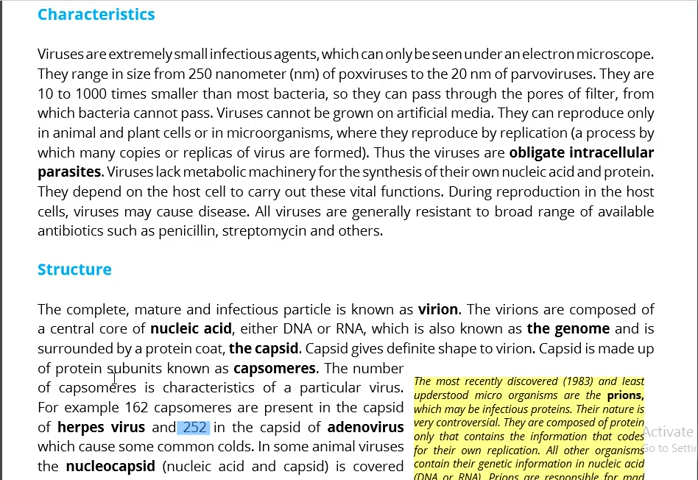 Characteristics
Viruses are extremely small infectious agents, which can only be seen under an electron microscope.
They range in size from 250 nanometer (nm) of poxviruses to the 20 nm of parvoviruses. They are
10 to 1000 times smaller than most bacteria, so they can pass through the pores of filter, from
which bacteria cannot pass. Viruses cannot be grown on artificial media. They can reproduce only
in animal and plant cells or in microorganisms, where they reproduce by replication (a process by
which many copies or replicas of virus are formed). Thus the viruses are obligate intracellular
parasites. Viruses lack metabolic machinery for the synthesis of their own nucleic acid and protein.
They depend on the host cell to carry out these vital functions. During reproduction in the host
cells, viruses may cause disease. All viruses are generally resistant to broad range of available
antibiotics such as penicillin, streptomycin and others.
Structure
The complete, mature and infectious particle is known as virion. The virions are composed of
a central core of nucleic acid, either DNA or RNA, which is also known as the genome and is
surrounded by a protein coat, the capsid. Capsid gives definite shape to virion. Capsid is made up
of protein subunits known as capsomeres. The number
of capsomeres is characteristics of a particular virus.
For example 162 capsomeres are present in the capsid
of herpes virus and 252 in the capsid of adenovirus
which cause some common colds. In some animal viruses
the nucleocapsid (nucleic acid and capsid) is covered
The most recently discovered (1983) and least
understood micro organisms are the prions,
which may be infectious proteins. Their nature is
very controversial. They are composed of protein
only that contains the information that codes
for their own replication. All other organisms
contain their genetic information in nucleic acid
(DNA or RNA). Prions are responsible for mad
Activate
Go to Settin